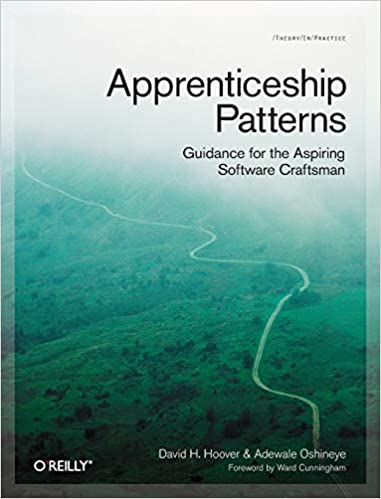 /THEORY/IN/PRACTICE
Apprenticeship
Patterns
Guidance for the Aspiring
Software Craftsman
David H. Hoover & Adewale Oshineye
O'REILLY®
Foreword by Ward Cunningham